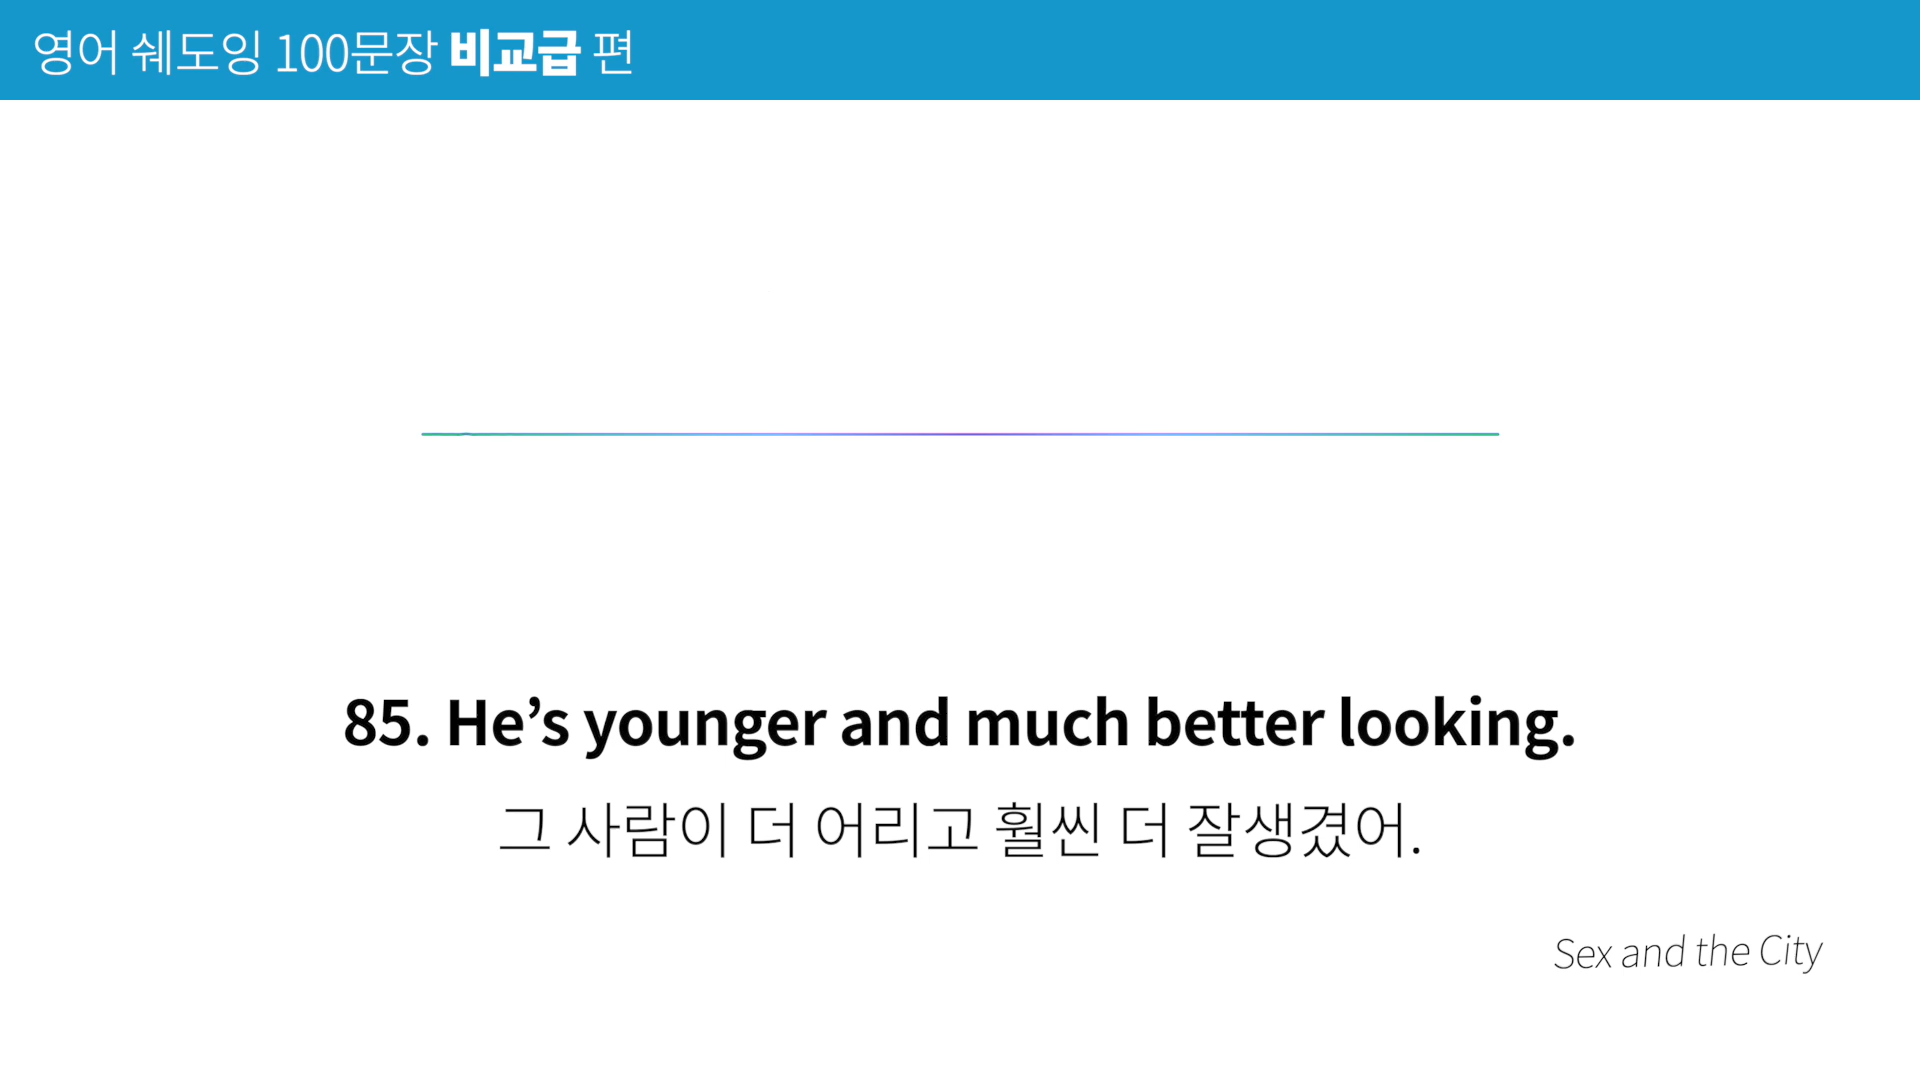 영어 쉐도잉 100문장 비교급 편
85. He’s younger and much better looking.
그 사람이 더 어리고 훨씬 더 잘생겼어.
Sex and the City